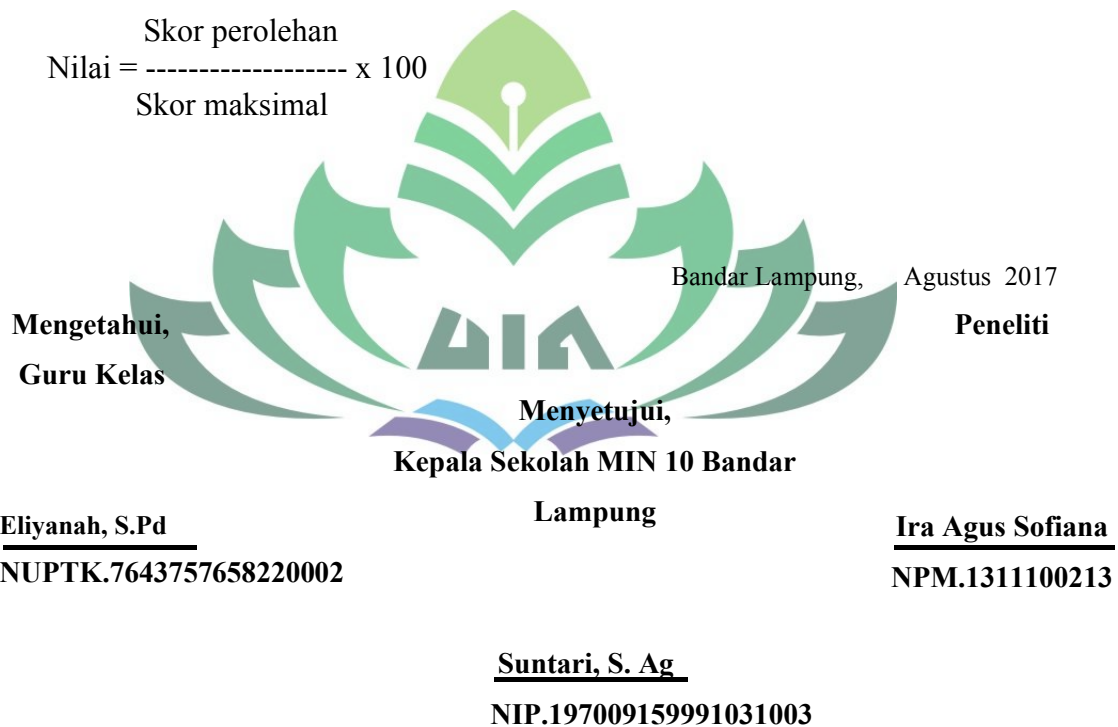 Skor perolehan
Nilai = ------------------- x 100
Skor maksimal
Bandar Lampung, Agustus 2017
Mengetahui,
Peneliti
Guru Kelas
UIN
Menyetujui,
Kepala Sekolah MIN 10 Bandar
Lampung
Eliyanah, S.Pd
Ira Agus Sofiana
NUPTK.7643757658220002
NPM.1311100213
Suntari, S. Ag
NIP.197009159991031003